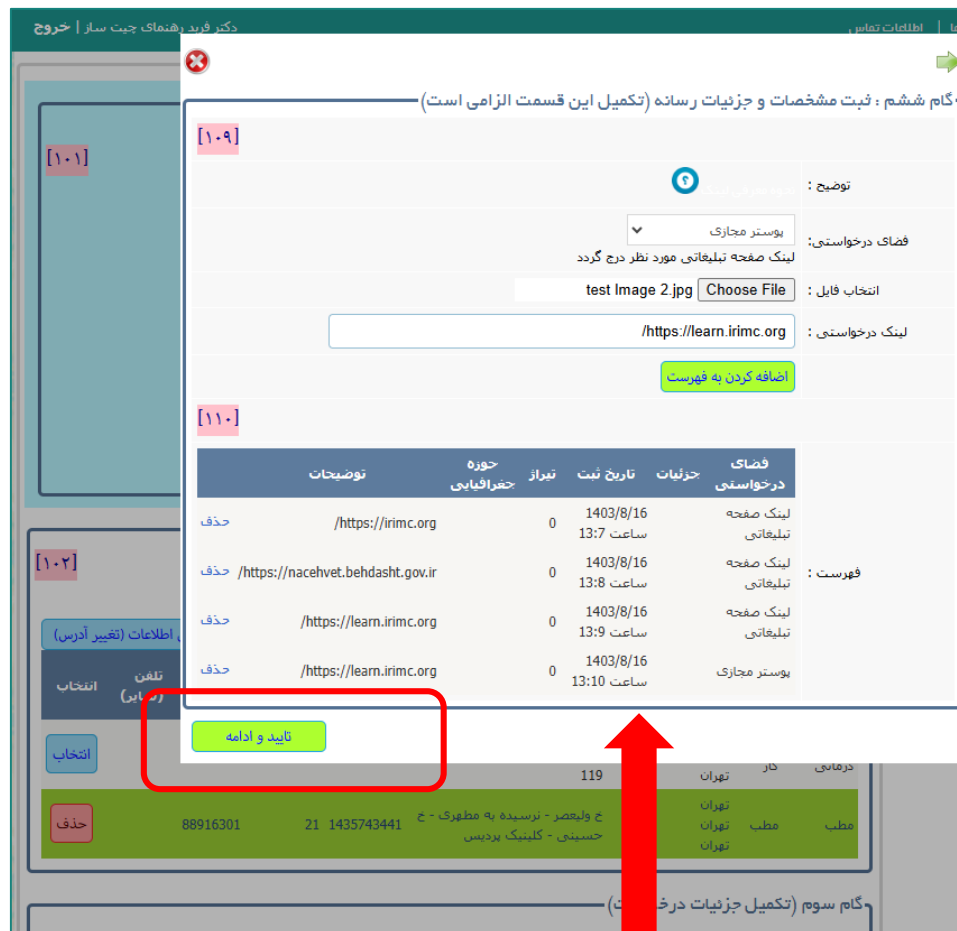 ها | اطلاعات تماس
دکتر فرید رهنمای چیت ساز | خروج
گام ششم : ثبت مشخصات و جزئیات رسانه (تکمیل این قسمت الزامی است)
[۱۰۹]
[۱۰۱]
توضیح :
؟
فضای درخواستی:
پوستر مجازی
لینک صفحه تبلیغاتی مورد نظر درج گردد
انتخاب فایل :
Choose File test Image 2.jpg
لینک درخواستی :
/https://learn.irimc.org
اضافه کردن به فهرست
[۱۱۰]
فضای درخواستی جزئیات تاریخ ثبت تیراژ حوزه جغرافیایی توضیحات
فهرست :
لینک صفحه تبلیغاتی 1403/8/16 ساعت 13:7 0 /https://irimc.org حذف
لینک صفحه تبلیغاتی 1403/8/16 ساعت 13:8 0 /https://nacehvet.behdasht.gov.ir حذف
لینک صفحه تبلیغاتی 1403/8/16 ساعت 13:9 0 /https://learn.irimc.org حذف
پوستر مجازی 1403/8/16 ساعت 13:10 0 /https://learn.irimc.org حذف
تایید و ادامه
[۱۰۲]
اطلاعات (تغییر آدرس)
تلفن (سایر) انتخاب
درمانی کار تهران 119 انتخاب
مطب مطب تهران تهران تهران خ ولیعصر - نرسیده به مطهری - خ حسینی - کلینیک پردیس 1435743441 21 88916301 حذف
گام سوم (تکمیل جزئیات درخ ت)